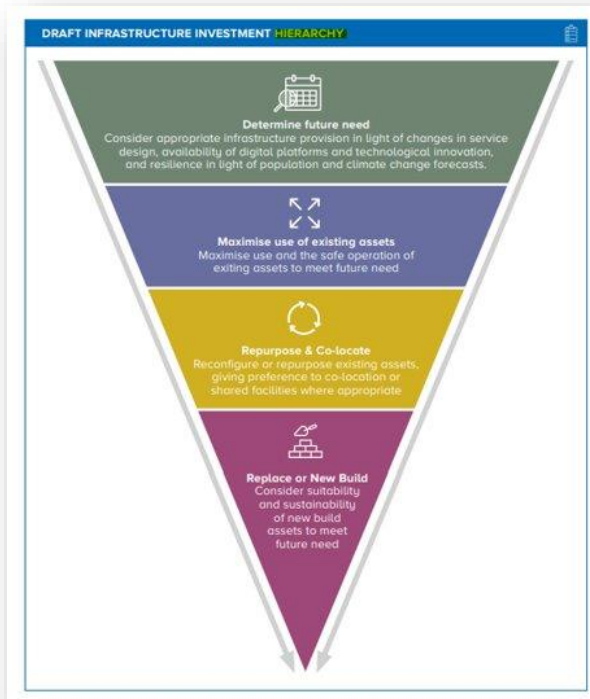 DRAFT INFRASTRUCTURE INVESTMENT HIERARCHY
Determine future need
Consider appropriate infrastructure provision in light of changes in service
design, availability of digital platforms and technological innovation,
and resilience in light of population and climate change forecasts.
Maximise use of existing assets
Maximise use and the safe operation of
exiting assets to meet future need
Repurpose & Co-locate
Reconfigure or repurpose existing assets,
giving preference to co-location or
shared facilities where appropriate
Replace or New Build
Consider suitability
and sustainability
of new build
assets to meet
future need